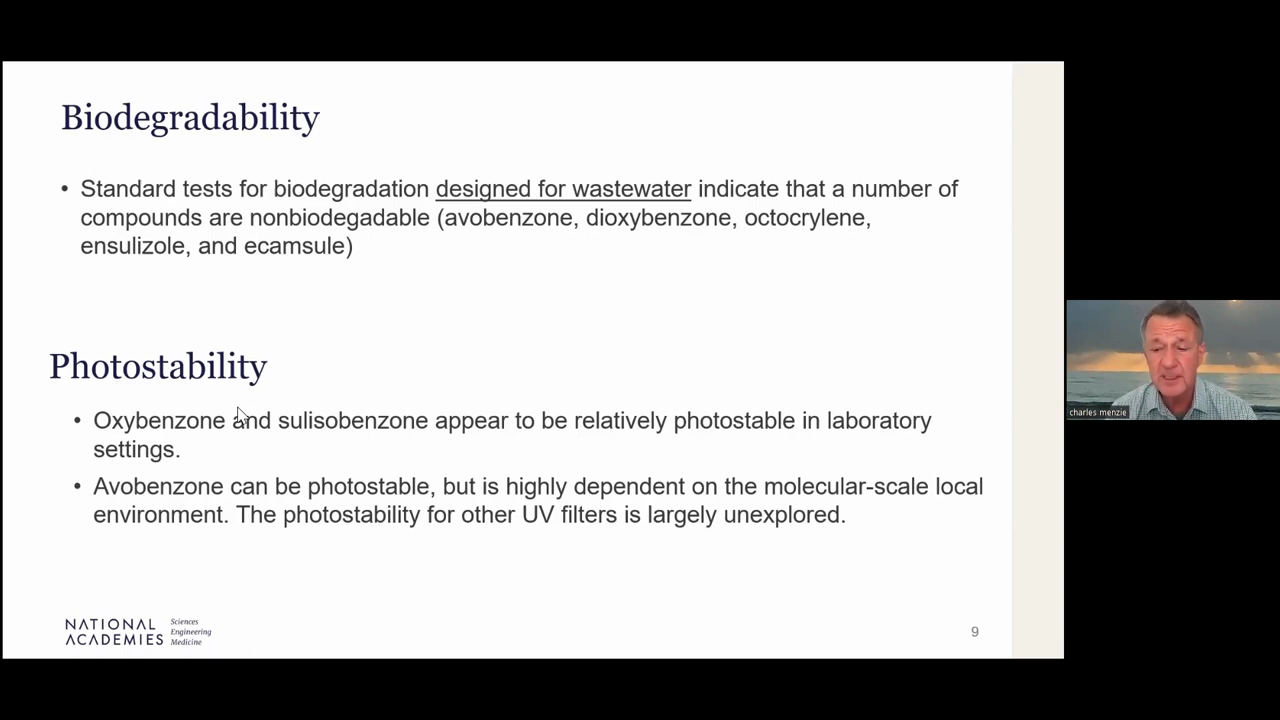 Biodegradability
• Standard tests for biodegradation designed for wastewater indicate that a number of
compounds are nonbiodegadable (avobenzone, dioxybenzone, octocrylene,
ensulizole, and ecamsule)
Photostability
• Oxybenzone and sulisobenzone appear to be relatively photostable in laboratory
settings.
• Avobenzone can be photostable, but is highly dependent on the molecular-scale local
environment. The photostability for other UV filters is largely unexplored.
NATIONAL
ACADEMIES
Sciences
Engineering
Medicine
9
charles menzie